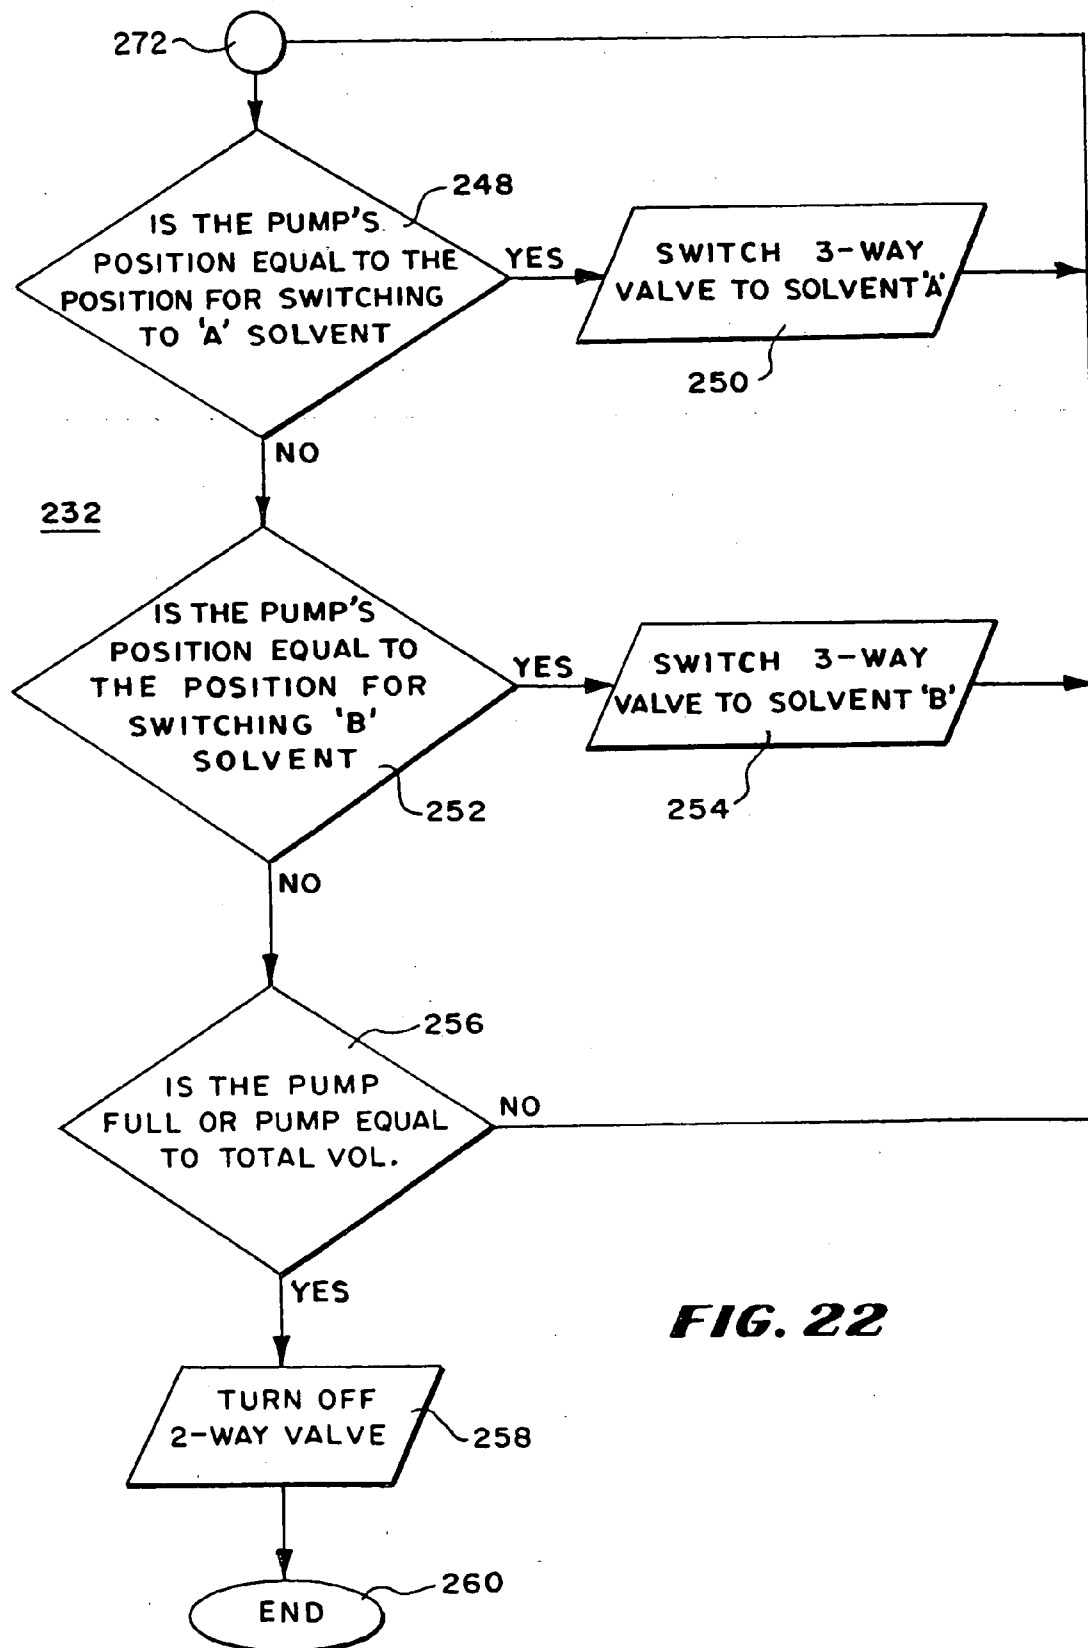 272
248
IS THE PUMP'S
POSITION EQUAL TO THE
POSITION FOR SWITCHING
TO 'A' SOLVENT
YES
SWITCH 3-WAY
VALVE TO SOLVENT 'A'
250
NO
232
IS THE PUMP'S
POSITION EQUAL TO
THE POSITION FOR
SWITCHING 'B'
SOLVENT
YES
SWITCH 3-WAY
VALVE TO SOLVENT 'B'
252
254
NO
256
IS THE PUMP
FULL OR PUMP EQUAL
TO TOTAL VOL.
NO
YES
FIG. 22
TURN OFF
2-WAY VALVE
258
260
END